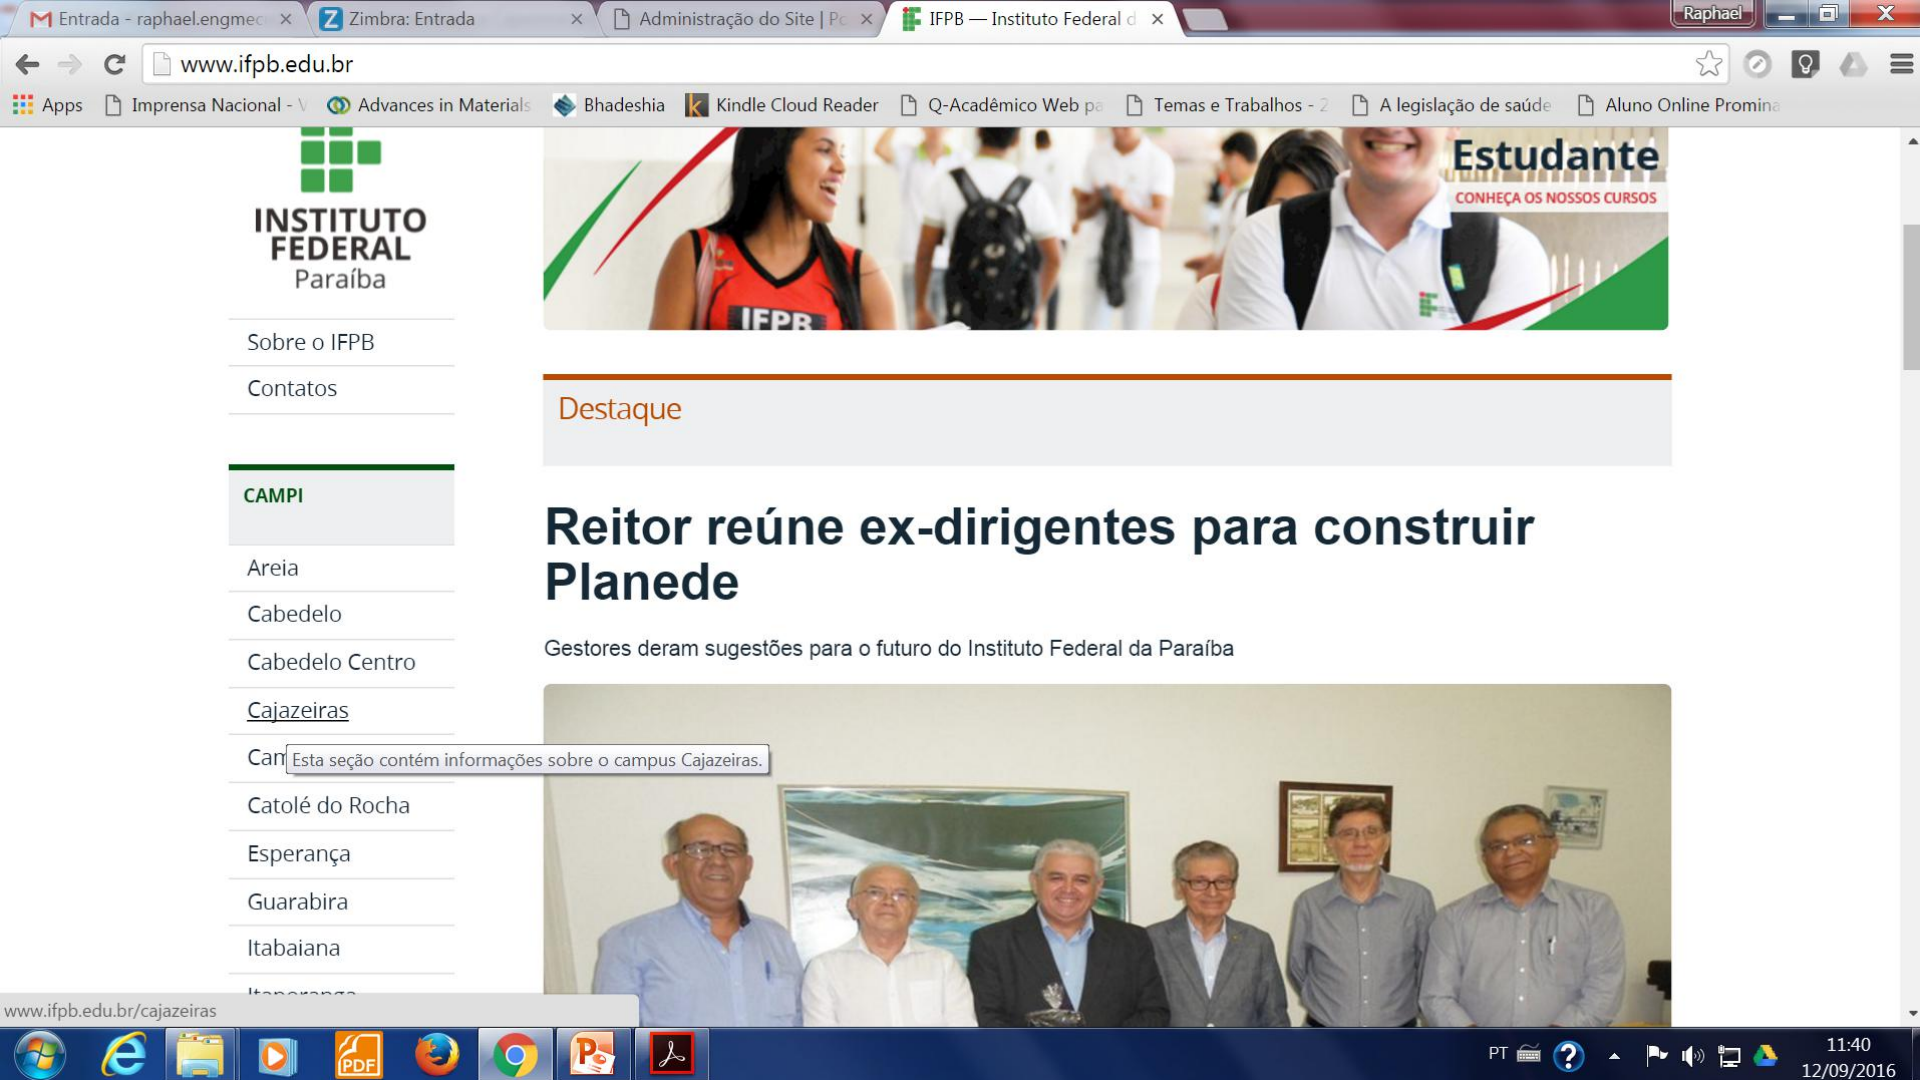 Entrada - raphael.engmec
Zimbra: Entrada
Administração do Site | Po
IFPB — Instituto Federal d
Raphael
www.ifpb.edu.br
Apps
Imprensa Nacional - V
Advances in Materials
Bhadeshia
Kindle Cloud Reader
Q-Acadêmico Web pa
Temas e Trabalhos - 2
A legislação de saúde
Aluno Online Promina
INSTITUTO
FEDERAL
Paraíba
Estudante
CONHEÇA OS NOSSOS CURSOS
IFPB
Sobre o IFPB
Contatos
Destaque
CAMPI
Reitor reúne ex-dirigentes para construir
Planede
Gestores deram sugestões para o futuro do Instituto Federal da Paraíba
Areia
Cabedelo
Cabedelo Centro
Cajazeiras
Cam
Esta seção contém informações sobre o campus Cajazeiras.
Catolé do Rocha
Esperança
Guarabira
Itabaiana
Itaporanga
www.ifpb.edu.br/cajazeiras
PDF
PT
11:40
12/09/2016